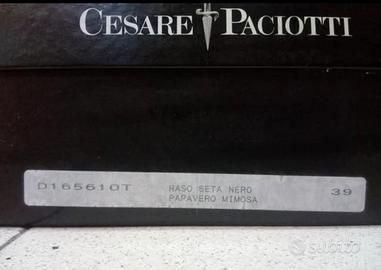 CESARE PACIOTTI
D165610T RASO SETA NERO 39
PAPAVERO MIMOSA
subito